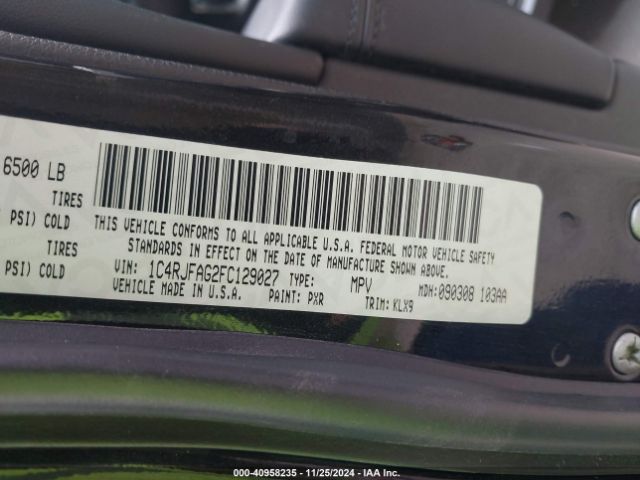 6500 LB
TIRES
PSI) COLD
TIRES
PSI) COLD
THIS VEHICLE CONFORMS TO ALL APPLICABLE U.S.A. FEDERAL MOTOR VEHICLE SAFETY
STANDARDS IN EFFECT ON THE DATE OF MANUFACTURE SHOWN ABOVE.
VIN: 1C4RJFAG2FC129027 TYPE: MPV MDH:090308 103AA
VEHICLE MADE IN U.S.A. PAINT: PXR TRIM: KLX9
000-40958235 - 11/25/2024 - IAA Inc.